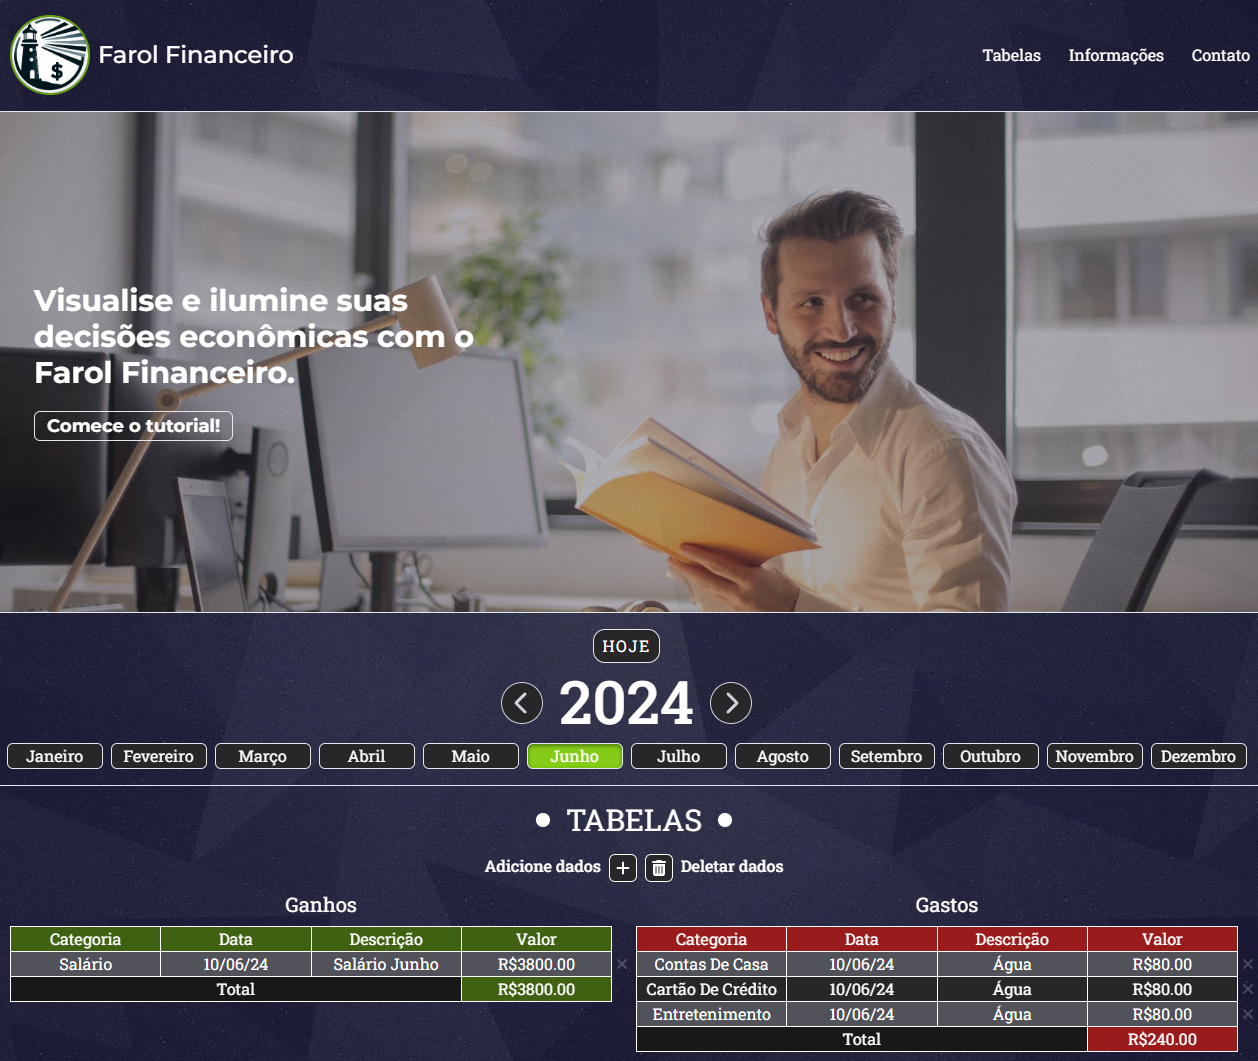 $
Farol Financeiro
Tabelas Informações Contato
Visualise e ilumine suas
decisões econômicas com o
Farol Financeiro.
Comece o tutorial!
HOJE
2024
Janeiro Fevereiro Março Abril Maio Junho Julho Agosto Setembro Outubro Novembro Dezembro
TABELAS
Adicione dados Deletar dados
Ganhos
Categoria Data Descrição Valor
Salário 10/06/24 Salário Junho R$3800.00
Total R$3800.00
Gastos
Categoria Data Descrição Valor
Contas De Casa 10/06/24 Água R$80.00
Cartão De Crédito 10/06/24 Água R$80.00
Entretenimento 10/06/24 Água R$80.00
Total R$240.00